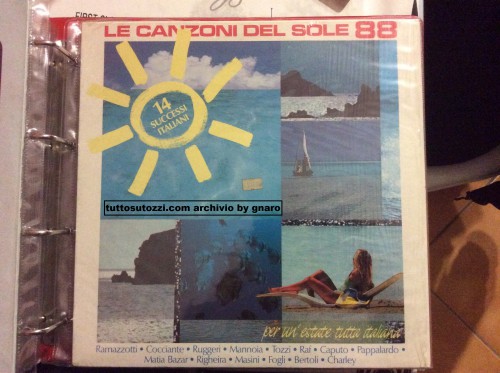 FIRST
LE CANZONI DEL SOLE 88
14
SUCCESSI
ITALIANI
tuttosutozzi.com archivio by gnaro
per un'estate tutta italiana
Ramazzotti • Cocciante • Ruggeri • Mannoia • Tozzi • Raf • Caputo • Pappalardo •
Matia Bazar • Righeira • Masini • Fogli • Bertoli • Charley